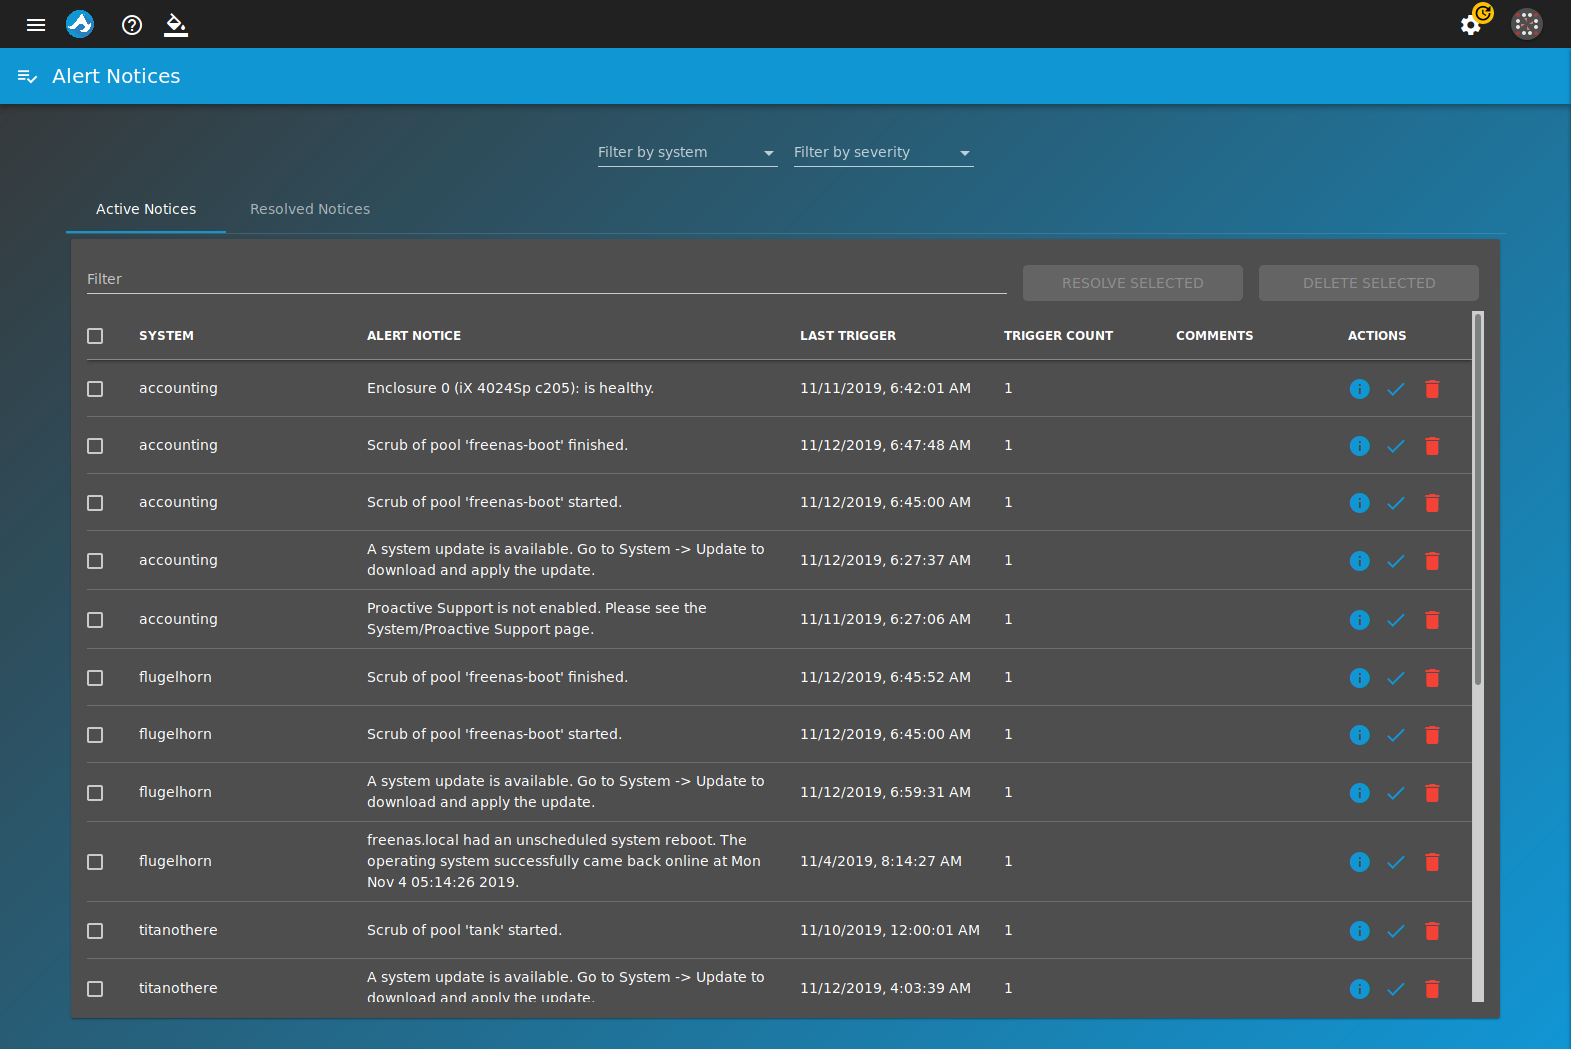 Alert Notices
Filter by system Filter by severity
Active Notices Resolved Notices
Filter RESOLVE SELECTED DELETE SELECTED
SYSTEM ALERT NOTICE LAST TRIGGER TRIGGER COUNT COMMENTS ACTIONS
accounting Enclosure 0 (iX 4024Sp c205): is healthy. 11/11/2019, 6:42:01 AM 1
accounting Scrub of pool 'freenas-boot' finished. 11/12/2019, 6:47:48 AM 1
accounting Scrub of pool 'freenas-boot' started. 11/12/2019, 6:45:00 AM 1
A system update is available. Go to System -> Update to
accounting 11/12/2019, 6:27:37 AM 1
download and apply the update.
Proactive Support is not enabled. Please see the
accounting 11/11/2019, 6:27:06 AM 1
System/Proactive Support page.
flugelhorn Scrub of pool 'freenas-boot' finished. 11/12/2019, 6:45:52 AM 1
flugelhorn Scrub of pool 'freenas-boot' started. 11/12/2019, 6:45:00 AM 1
A system update is available. Go to System -> Update to
flugelhorn 11/12/2019, 6:59:31 AM 1
download and apply the update.
freenas.local had an unscheduled system reboot. The
flugelhorn operating system successfully came back online at Mon 11/4/2019, 8:14:27 AM 1
Nov 4 05:14:26 2019.
titanothere Scrub of pool 'tank' started. 11/10/2019, 12:00:01 AM 1
A system update is available. Go to System -> Update to
titanothere 11/12/2019, 4:03:39 AM 1
download and apply the update.